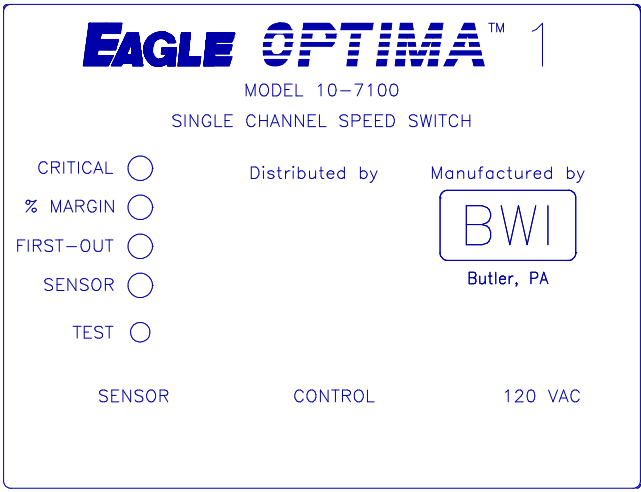 EAGLE OPTIMA™ 1
MODEL 10-7100
SINGLE CHANNEL SPEED SWITCH
CRITICAL
% MARGIN
FIRST-OUT
SENSOR
TEST
Distributed by
Manufactured by
BWI
Butler, PA
SENSOR CONTROL 120 VAC